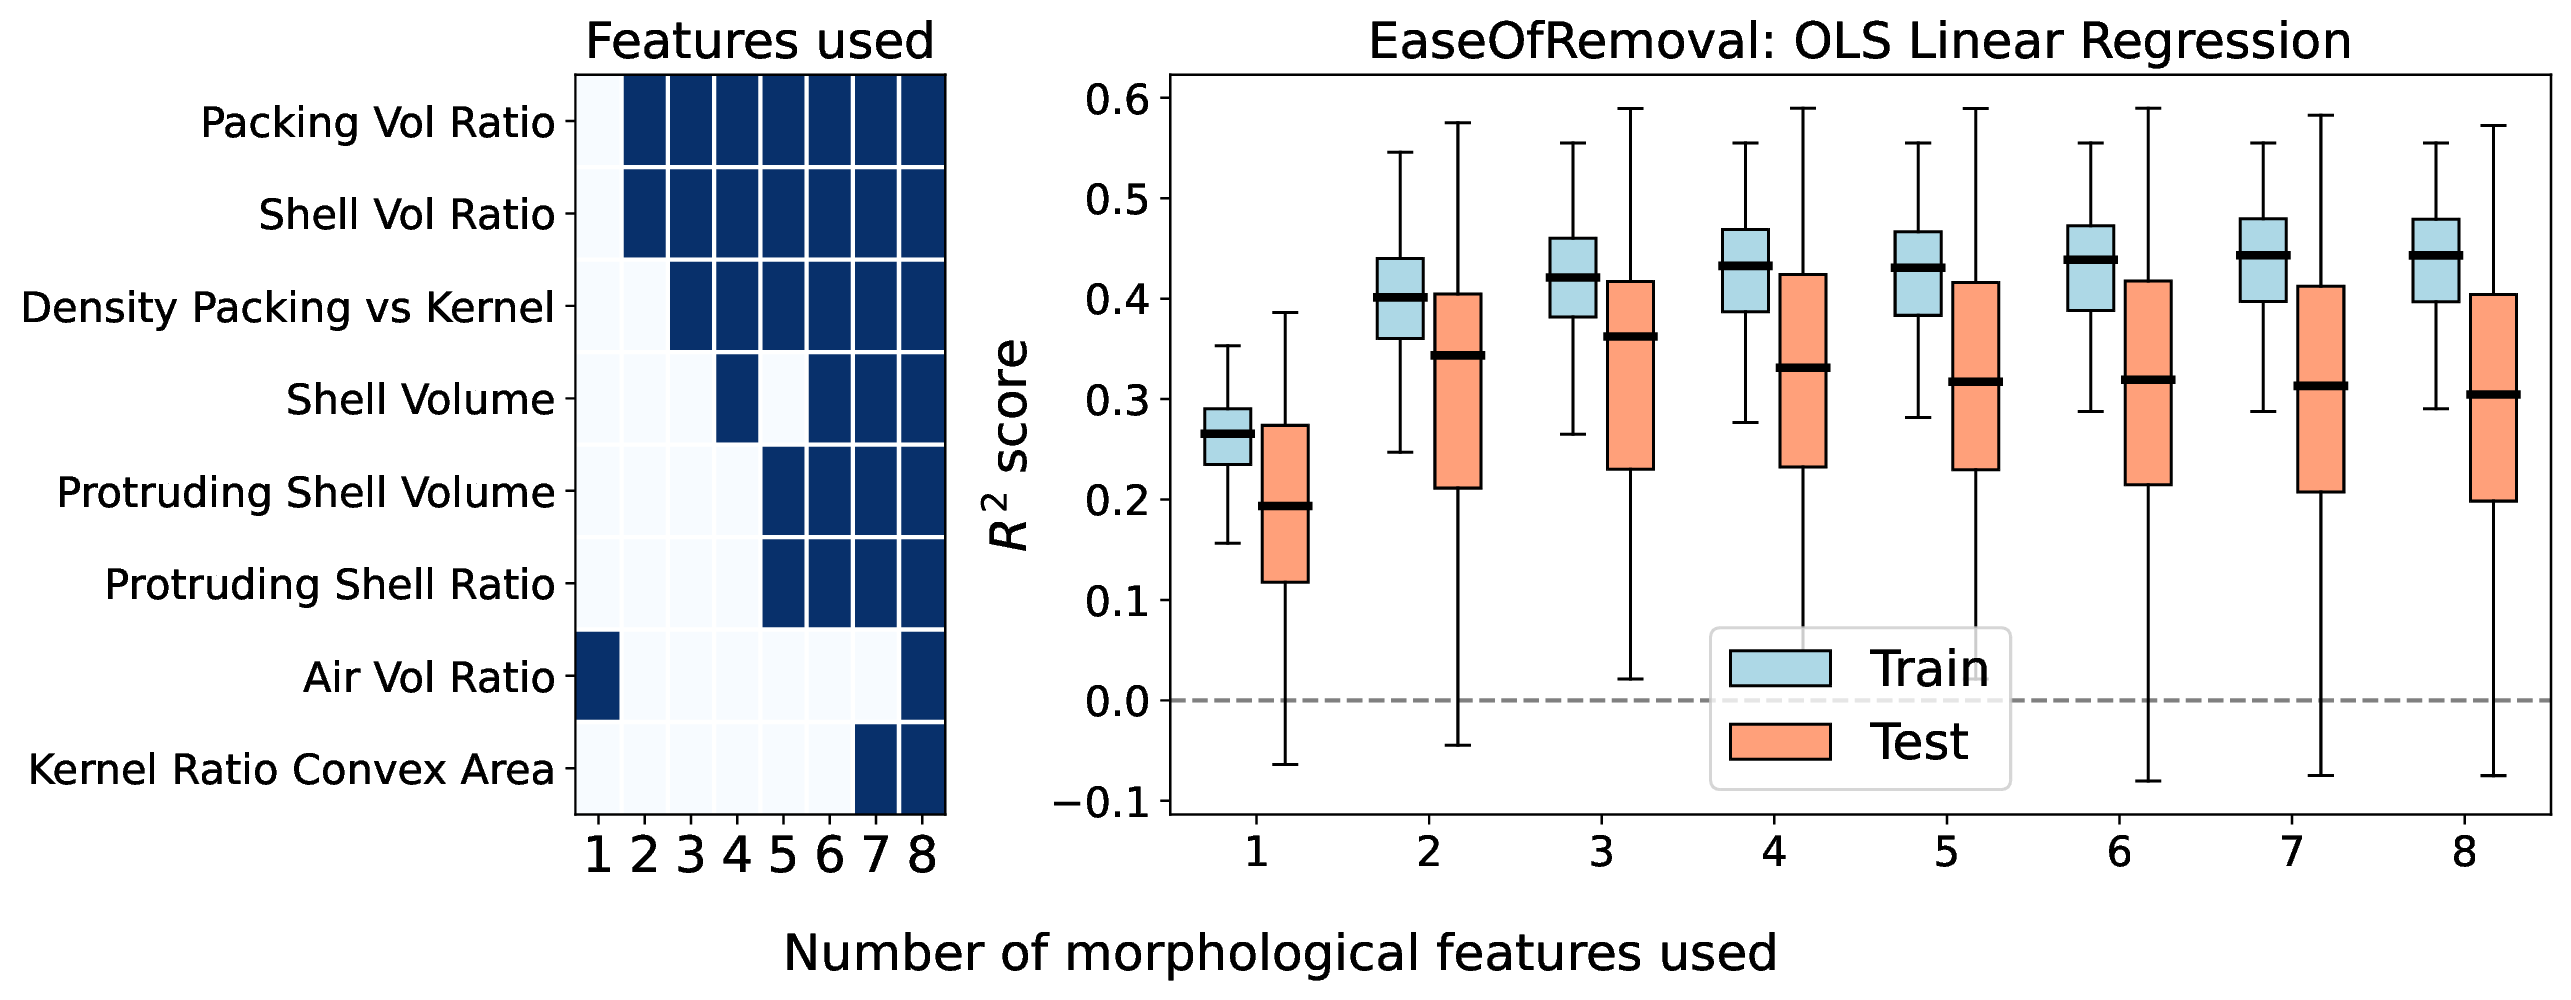 Features used
Packing Vol Ratio
Shell Vol Ratio
Density Packing vs Kernel
Shell Volume
Protruding Shell Volume
Protruding Shell Ratio
Air Vol Ratio
Kernel Ratio Convex Area
1 2 3 4 5 6 7 8
EaseOfRemoval: OLS Linear Regression
R² score
0.6
0.5
0.4
0.3
0.2
0.1
0.0
−0.1
Train
Test
1 2 3 4 5 6 7 8
Number of morphological features used